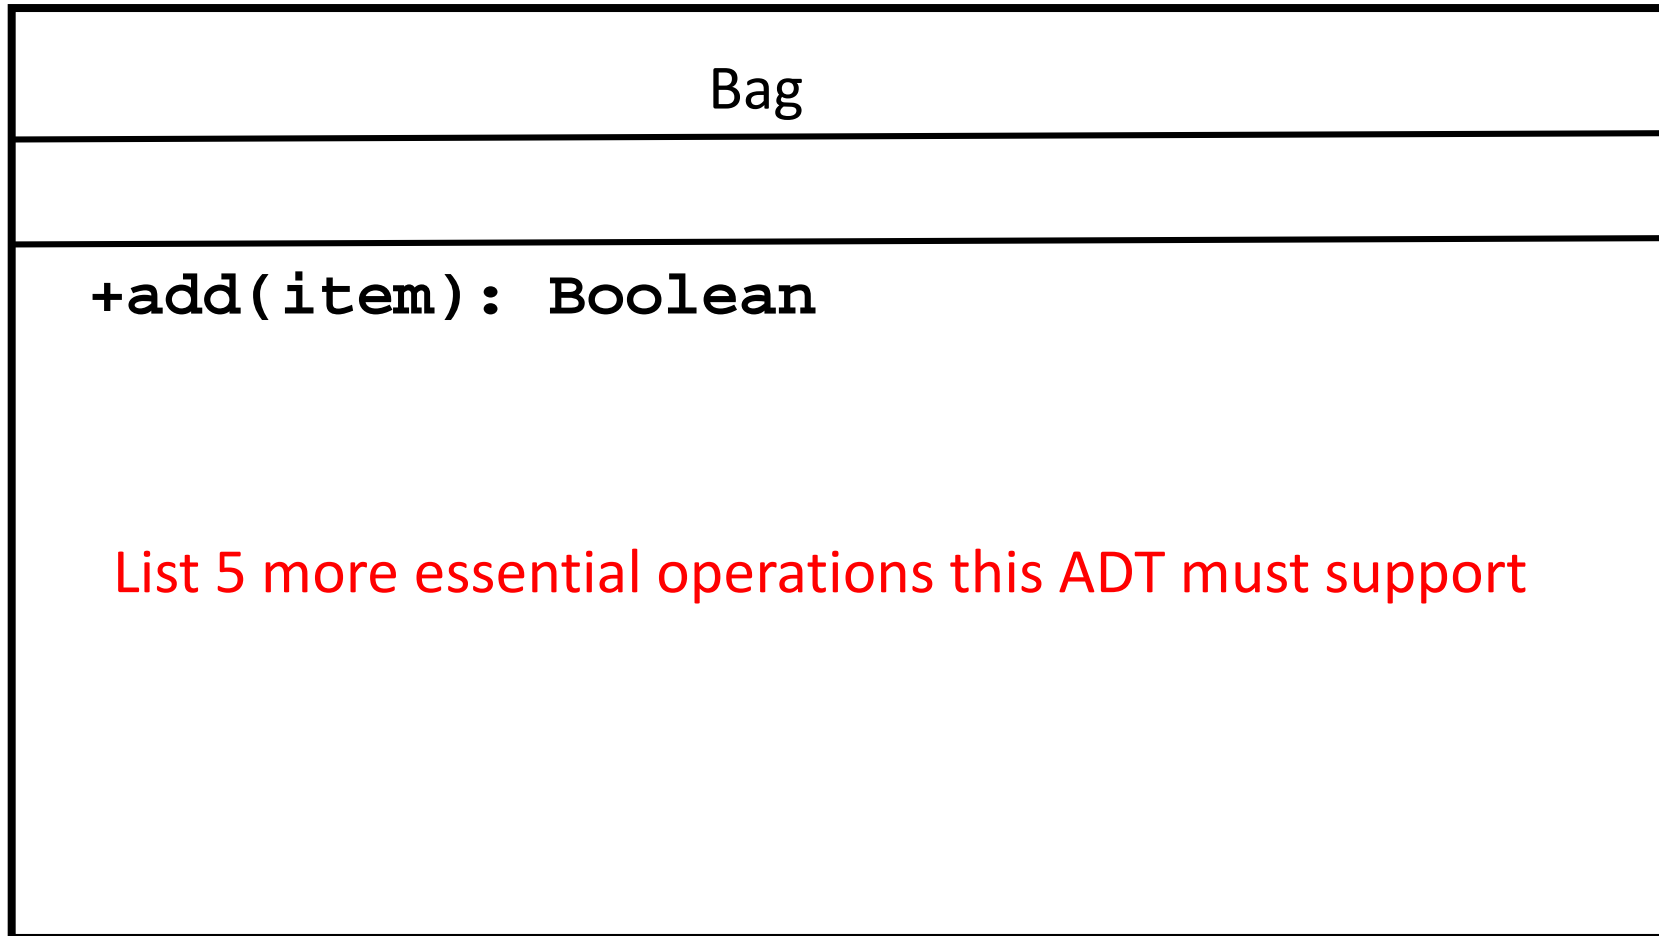 Bag
+add(item): Boolean
List 5 more essential operations this ADT must support